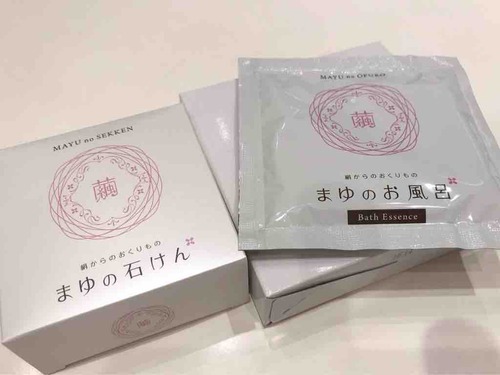 MAYU no SEKKEN
繭
絹からのおくりもの
まゆの石けん
繭
MAYU no OFURO
繭
絹からのおくりもの
まゆのお風呂
Bath Essence